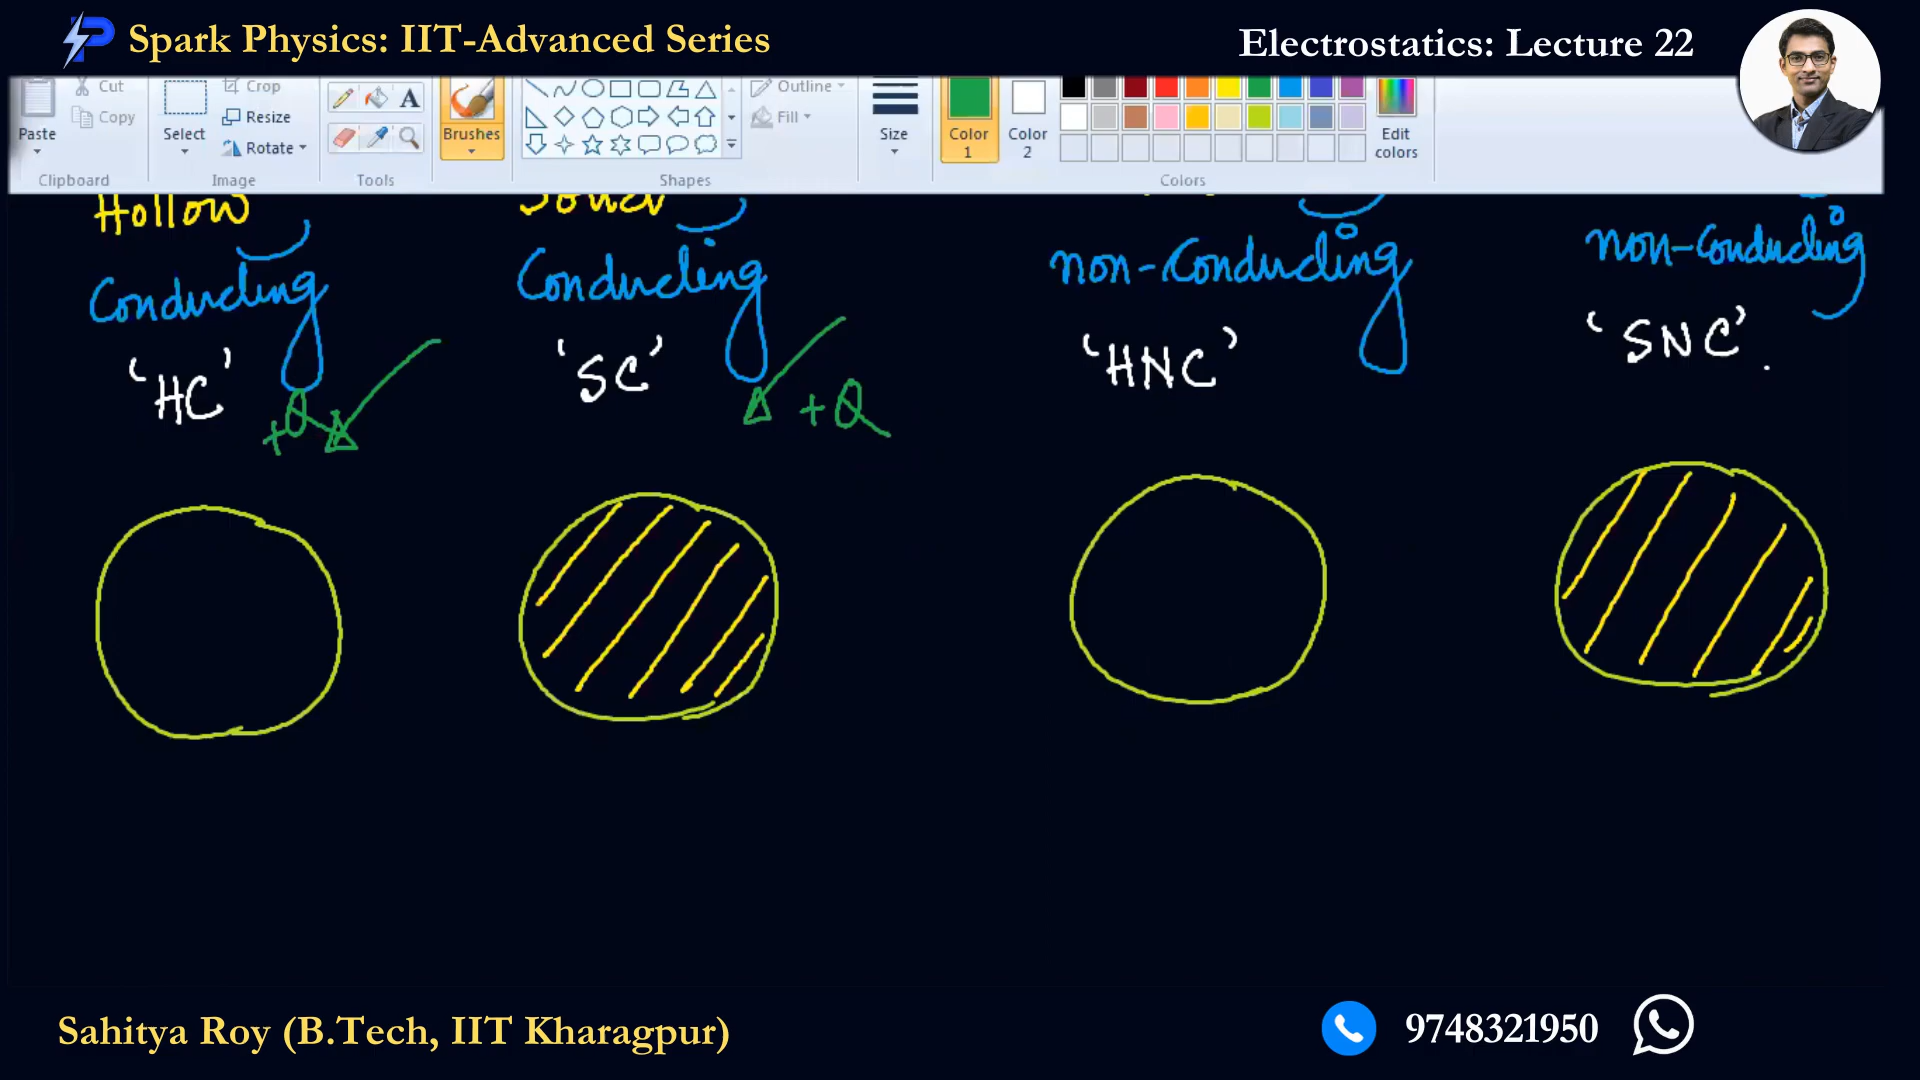 Spark Physics: IIT-Advanced Series
Electrostatics: Lecture 22
Cut
Copy
Paste
Clipboard
Crop
Resize
Rotate
Select
Image
A
Tools
Brushes
Outline
Fill
Shapes
Size
Color 1
Color 2
Edit colors
Colors
Hollow
Solid
Conducting
Conducting
non-Conducting
non-Conducting
'HC'
'SC'
'HNC'
'SNC'.
+Q
+Q
Sahitya Roy (B.Tech, IIT Kharagpur)
9748321950